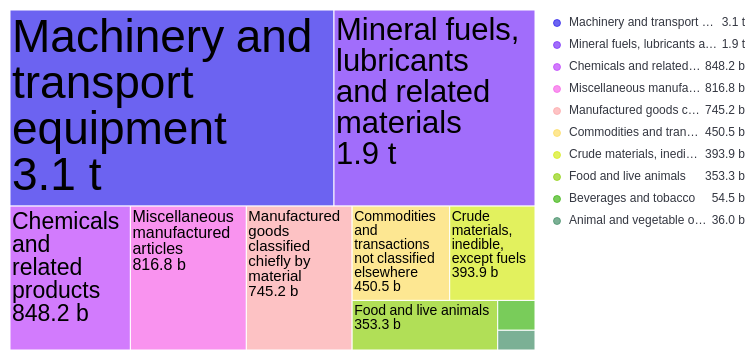 Machinery and
transport
equipment
3.1 t
Mineral fuels,
lubricants
and related
materials
1.9 t
Chemicals
and
related
products
848.2 b
Miscellaneous
manufactured
articles
816.8 b
Manufactured
goods
classified
chiefly by
material
745.2 b
Commodities
and
transactions
not classified
elsewhere
450.5 b
Crude
materials,
inedible,
except fuels
393.9 b
Food and live animals
353.3 b
Machinery and transport ... 3.1 t
Mineral fuels, lubricants a... 1.9 t
Chemicals and related... 848.2 b
Miscellaneous manufa... 816.8 b
Manufactured goods c... 745.2 b
Commodities and tran... 450.5 b
Crude materials, inedi... 393.9 b
Food and live animals 353.3 b
Beverages and tobacco 54.5 b
Animal and vegetable o... 36.0 b